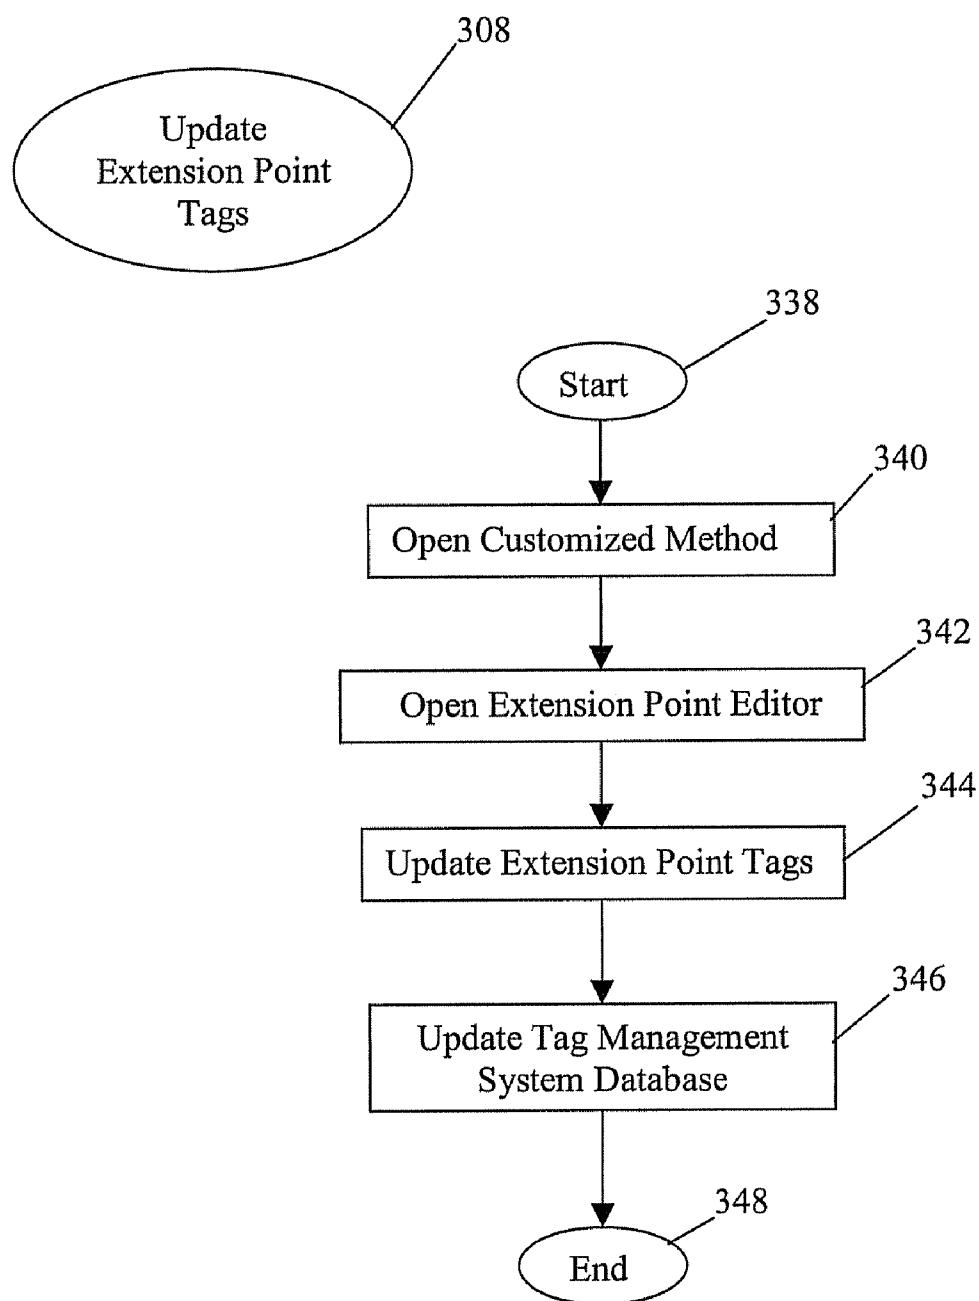 308
Update
Extension Point
Tags
338
Start
340
Open Customized Method
342
Open Extension Point Editor
344
Update Extension Point Tags
346
Update Tag Management
System Database
348
End